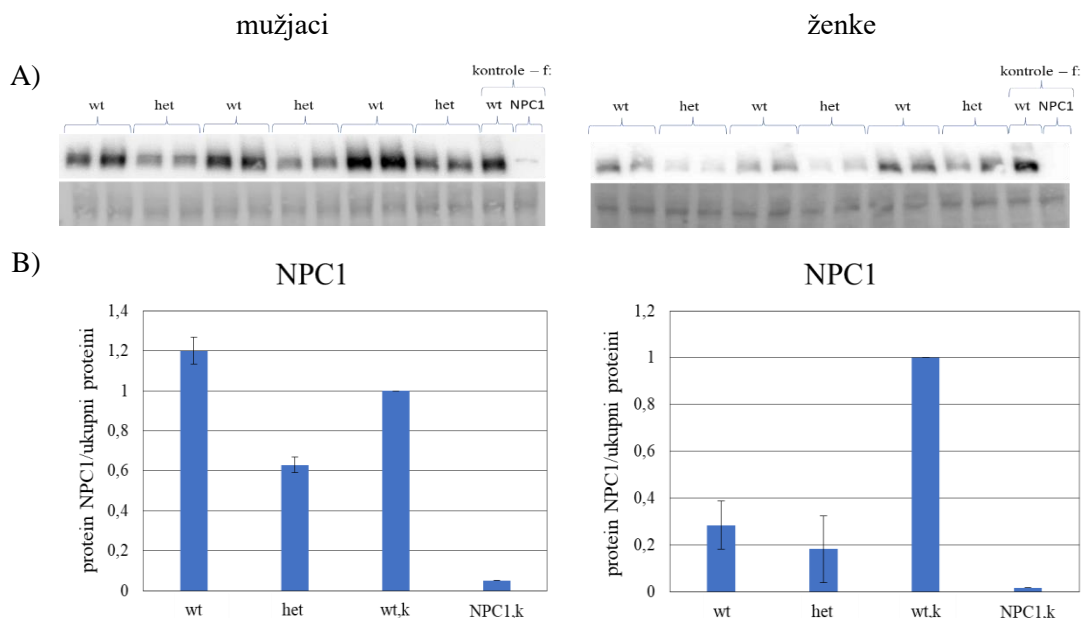 mužjaci
ženke
A)
kontrole – f:
wt het wt het wt het wt NPC1
kontrole – f:
wt het wt het wt het wt NPC1
B)
NPC1
protein NPC1/ukupni proteini
1,4
1,2
1
0,8
0,6
0,4
0,2
0
wt het wt,k NPC1,k
NPC1
protein NPC1/ukupni proteini
1,2
1
0,8
0,6
0,4
0,2
0
wt het wt,k NPC1,k